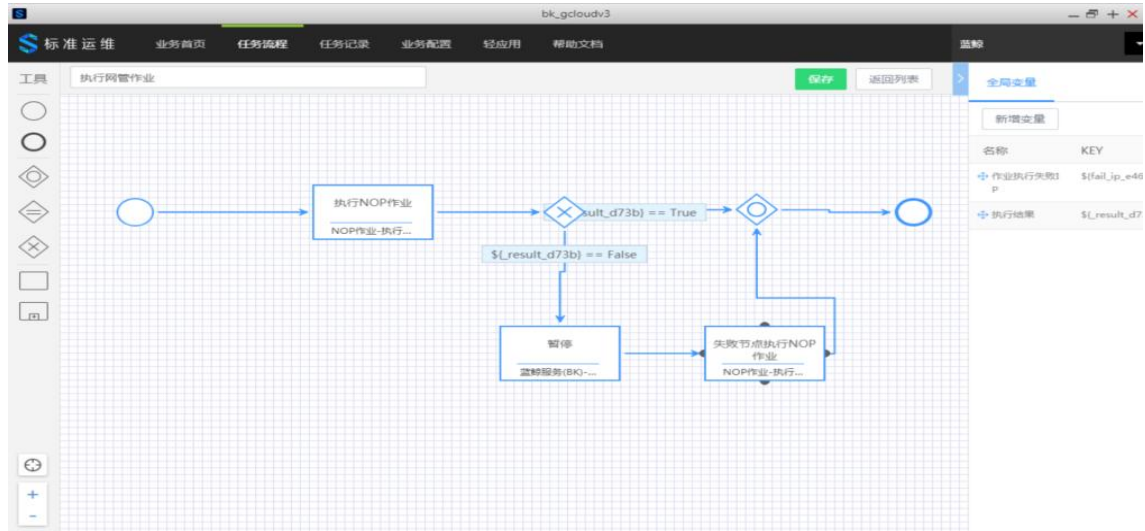 S
bk_gcloudv3
标准运维
业务首页
任务流程
任务记录
业务配置
轻应用
帮助文档
蓝鲸
工具
执行网管作业
保存
返回列表
全局变量
新增变量
名称
KEY
作业执行失败I
P
${fail_ip_e46
执行结果
${_result_d7
执行NOP作业
NOP作业-执行...
sult_d73b} == True
${_result_d73b} == False
暂停
蓝鲸服务(BK)-...
失败节点执行NOP
作业
NOP作业-执行...